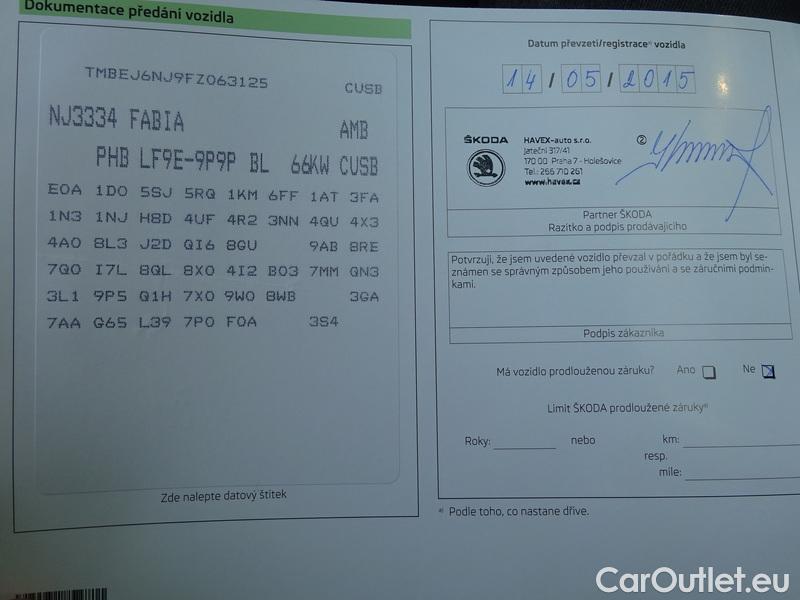 Dokumentace předání vozidla
TMBEJ6NJ9FZ063125 CUSB
NJ3334 FABIA AMB
PHB LF9E-9P9P BL 66KW CUSB
E0A 1D0 5SJ 5RQ 1KM 6FF 1AT 3FA
1N3 1NJ H8D 4UF 4R2 3NN 4QU 4X3
4A0 8L3 J2D QI6 8GU 9AB 8RE
7Q0 I7L 8QL 8X0 4I2 B03 7MM GN3
3L1 9P5 Q1H 7X0 9W0 8WB 3GA
7AA G65 L39 7P0 F0A 3S4
Zde nalepte datový štítek
Datum převzetí/registrace a) vozidla
14 / 05 / 2015
ŠKODA
HAVEX-auto s.r.o.
Jateční 317/41
170 00 Praha 7 - Holešovice
Tel.: 266 710 261
www.havex.cz
②
Partner ŠKODA
Razítko a podpis prodávajícího
Potvrzuji, že jsem uvedené vozidlo převzal v pořádku a že jsem byl se-
známen se správným způsobem jeho používání a se záručními podmín-
kami.
Podpis zákazníka
Má vozidlo prodlouženou záruku? Ano Ne
Limit ŠKODA prodloužené záruky a)
Roky: nebo km:
resp.
míle:
a) Podle toho, co nastane dříve.
CarOutlet.eu